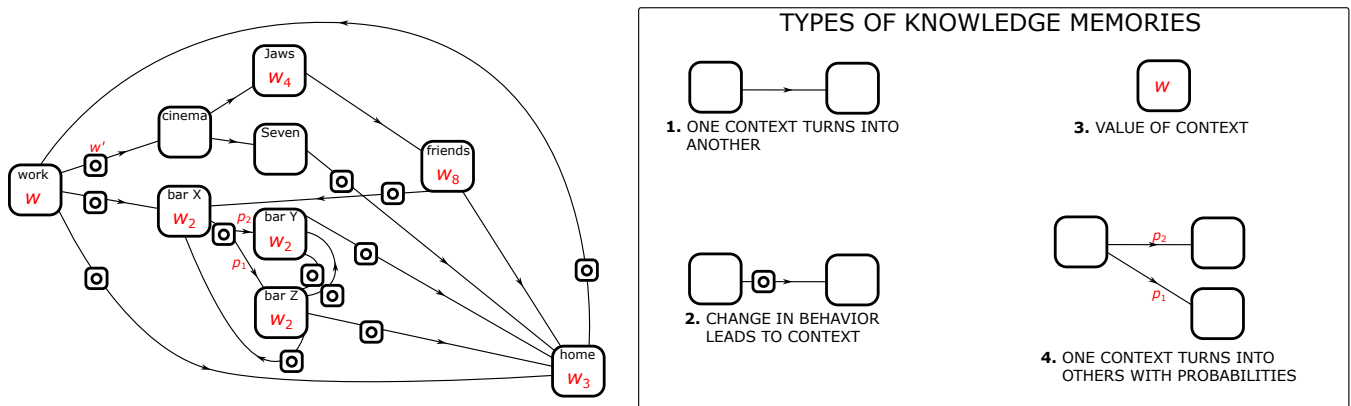 TYPES OF KNOWLEDGE MEMORIES
Jaws
w4
cinema
Seven
w'
work
w
friends
w8
bar X
w2
p2
bar Y
w2
p1
bar Z
w2
home
w3
1. ONE CONTEXT TURNS INTO
ANOTHER
w
3. VALUE OF CONTEXT
2. CHANGE IN BEHAVIOR
LEADS TO CONTEXT
p2
p1
4. ONE CONTEXT TURNS INTO
OTHERS WITH PROBABILITIES